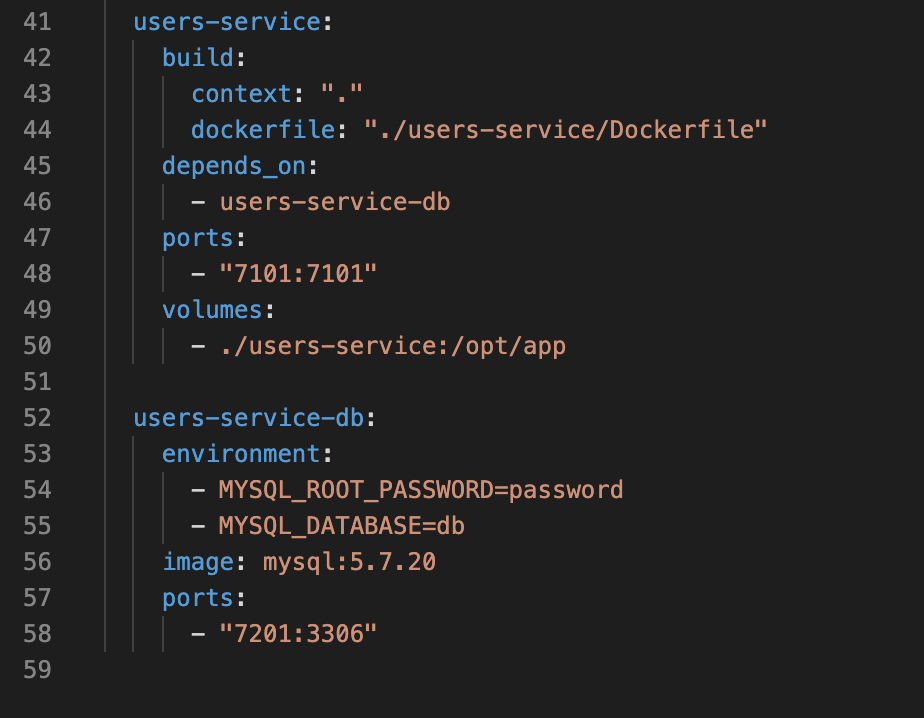 41 users-service:
42 build:
43 context: "."
44 dockerfile: "./users-service/Dockerfile"
45 depends_on:
46 - users-service-db
47 ports:
48 - "7101:7101"
49 volumes:
50 - ./users-service:/opt/app
51
52 users-service-db:
53 environment:
54 - MYSQL_ROOT_PASSWORD=password
55 - MYSQL_DATABASE=db
56 image: mysql:5.7.20
57 ports:
58 - "7201:3306"
59